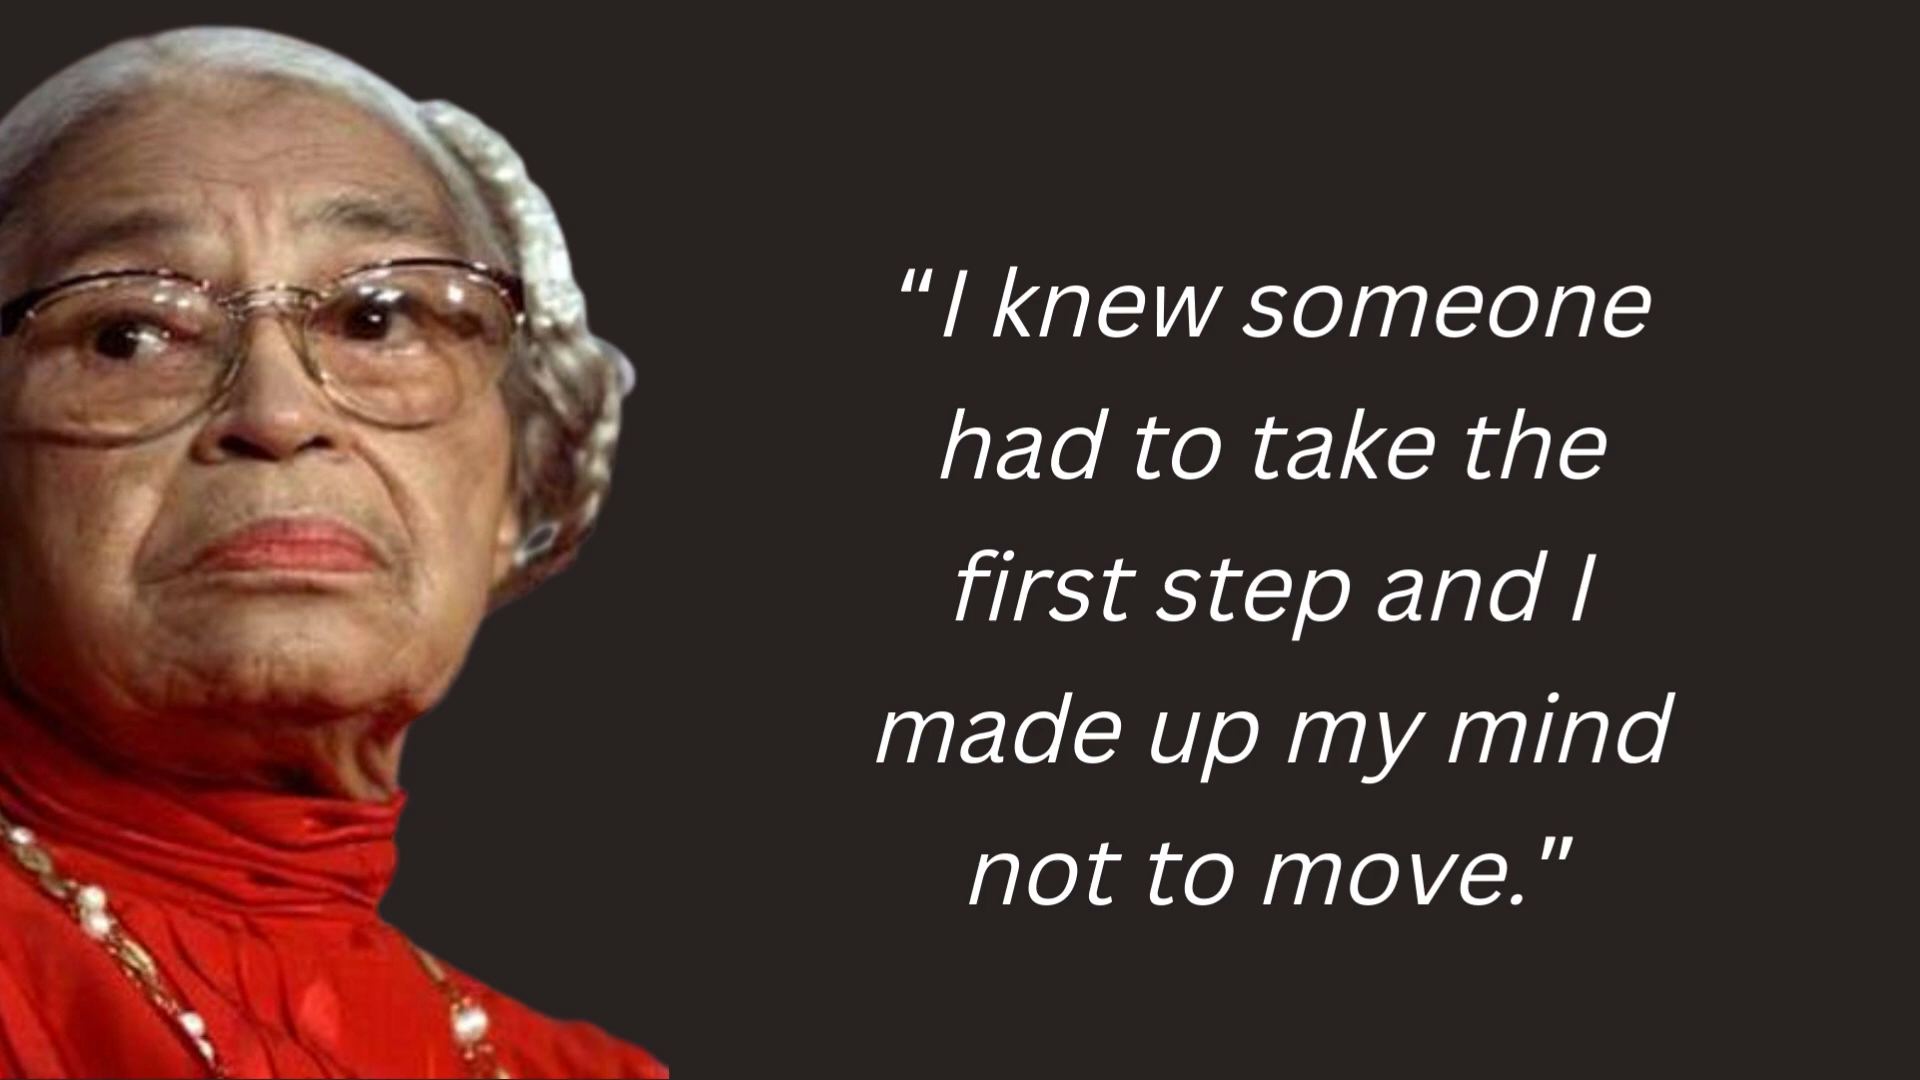 “I knew someone
had to take the
first step and I
made up my mind
not to move.”